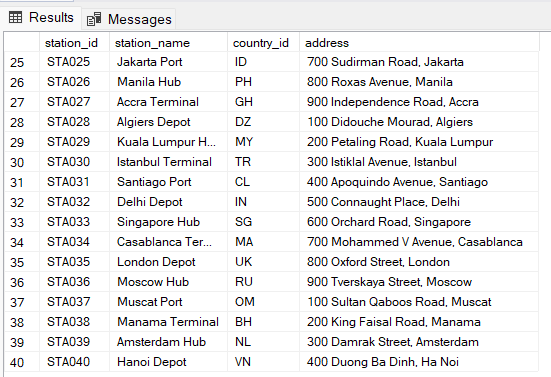 Results Messages
station_id station_name country_id address
25 STA025 Jakarta Port ID 700 Sudirman Road, Jakarta
26 STA026 Manila Hub PH 800 Roxas Avenue, Manila
27 STA027 Accra Terminal GH 900 Independence Road, Accra
28 STA028 Algiers Depot DZ 100 Didouche Mourad, Algiers
29 STA029 Kuala Lumpur H... MY 200 Petaling Road, Kuala Lumpur
30 STA030 Istanbul Terminal TR 300 Istiklal Avenue, Istanbul
31 STA031 Santiago Port CL 400 Apoquindo Avenue, Santiago
32 STA032 Delhi Depot IN 500 Connaught Place, Delhi
33 STA033 Singapore Hub SG 600 Orchard Road, Singapore
34 STA034 Casablanca Ter... MA 700 Mohammed V Avenue, Casablanca
35 STA035 London Depot UK 800 Oxford Street, London
36 STA036 Moscow Hub RU 900 Tverskaya Street, Moscow
37 STA037 Muscat Port OM 100 Sultan Qaboos Road, Muscat
38 STA038 Manama Terminal BH 200 King Faisal Road, Manama
39 STA039 Amsterdam Hub NL 300 Damrak Street, Amsterdam
40 STA040 Hanoi Depot VN 400 Duong Ba Dinh, Ha Noi